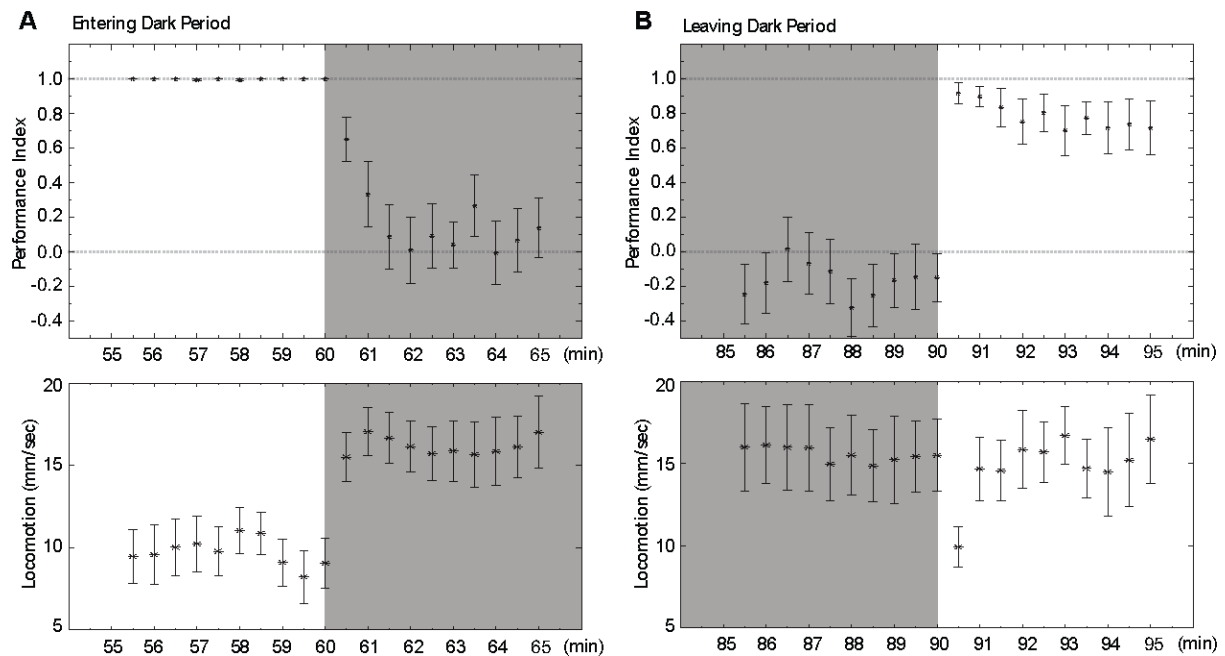 A Entering Dark Period
B Leaving Dark Period
Performance Index
1.0
0.8
0.6
0.4
0.2
0.0
-0.2
-0.4
55 56 57 58 59 60 61 62 63 64 65 (min)
Performance Index
1.0
0.8
0.6
0.4
0.2
0.0
-0.2
-0.4
85 86 87 88 89 90 91 92 93 94 95 (min)
Locomotion (mm/sec)
20
15
10
5
55 56 57 58 59 60 61 62 63 64 65 (min)
Locomotion (mm/sec)
20
15
10
5
85 86 87 88 89 90 91 92 93 94 95 (min)